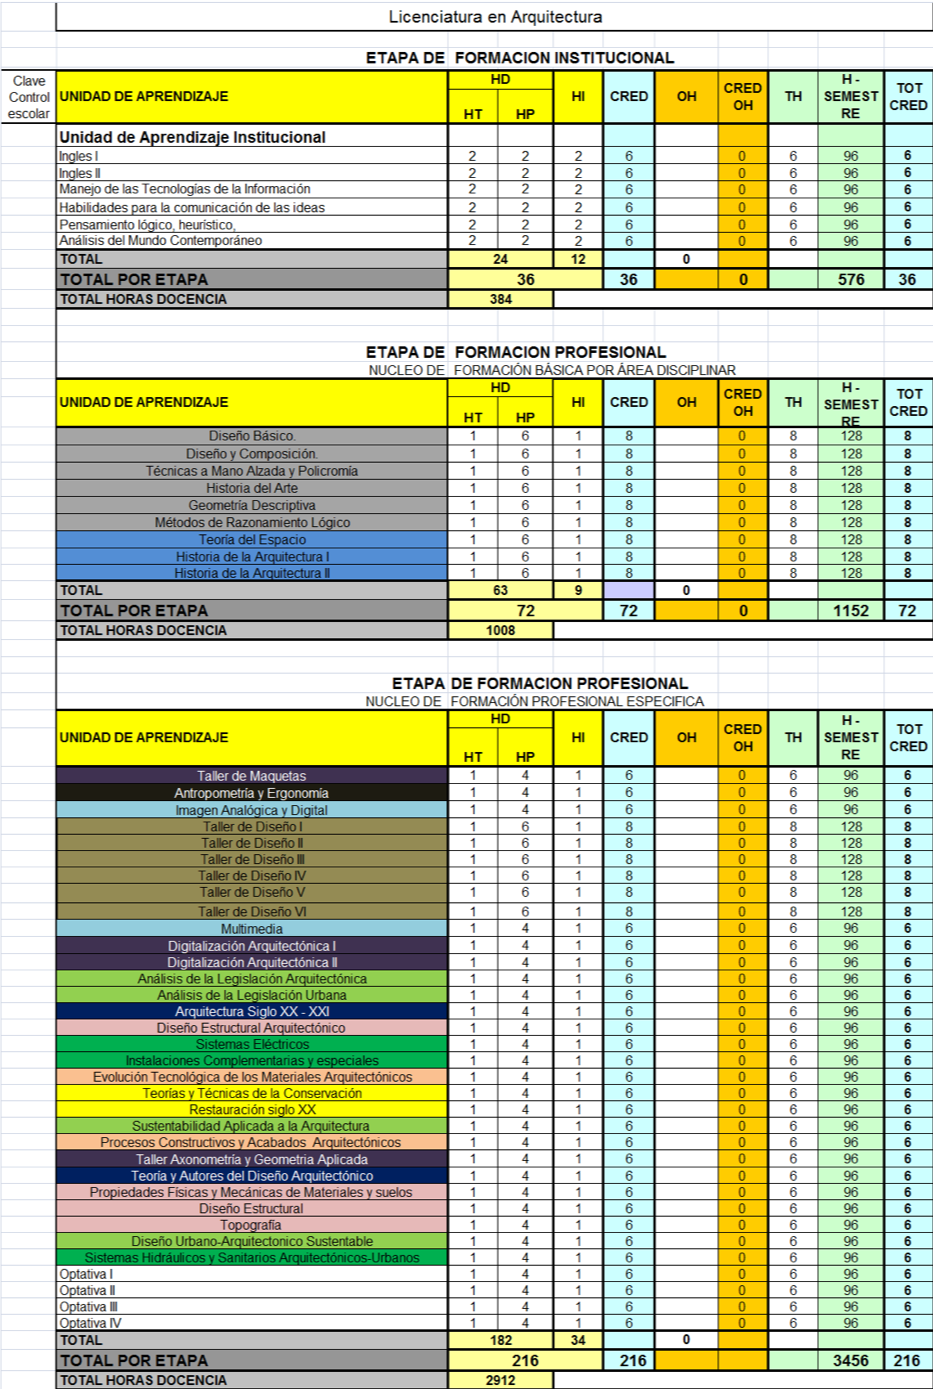 Licenciatura en Arquitectura
ETAPA DE FORMACION INSTITUCIONAL
Clave Control escolar UNIDAD DE APRENDIZAJE HD HT HP HI CRED OH CRED OH TH H - SEMESTRE TOT CRED
Unidad de Aprendizaje Institucional
Ingles I 2 2 2 6 0 6 96 6
Ingles II 2 2 2 6 0 6 96 6
Manejo de las Tecnologías de la Información 2 2 2 6 0 6 96 6
Habilidades para la comunicación de las ideas 2 2 2 6 0 6 96 6
Pensamiento lógico, heurístico, 2 2 2 6 0 6 96 6
Análisis del Mundo Contemporáneo 2 2 2 6 0 6 96 6
TOTAL 24 12 0
TOTAL POR ETAPA 36 36 0 576 36
TOTAL HORAS DOCENCIA 384
ETAPA DE FORMACION PROFESIONAL
NUCLEO DE FORMACIÓN BÁSICA POR ÁREA DISCIPLINAR
UNIDAD DE APRENDIZAJE HD HT HP HI CRED OH CRED OH TH H - SEMESTRE TOT CRED
Diseño Básico. 1 6 1 8 0 8 128 8
Diseño y Composición. 1 6 1 8 0 8 128 8
Técnicas a Mano Alzada y Policromía 1 6 1 8 0 8 128 8
Historia del Arte 1 6 1 8 0 8 128 8
Geometría Descriptiva 1 6 1 8 0 8 128 8
Métodos de Razonamiento Lógico 1 6 1 8 0 8 128 8
Teoría del Espacio 1 6 1 8 0 8 128 8
Historia de la Arquitectura I 1 6 1 8 0 8 128 8
Historia de la Arquitectura II 1 6 1 8 0 8 128 8
TOTAL 63 9 0
TOTAL POR ETAPA 72 72 0 1152 72
TOTAL HORAS DOCENCIA 1008
ETAPA DE FORMACION PROFESIONAL
NUCLEO DE FORMACIÓN PROFESIONAL ESPECIFICA
UNIDAD DE APRENDIZAJE HD HT HP HI CRED OH CRED OH TH H - SEMESTRE TOT CRED
Taller de Maquetas 1 4 1 6 0 6 96 6
Antropometría y Ergonomía 1 4 1 6 0 6 96 6
Imagen Analógica y Digital 1 4 1 6 0 6 96 6
Taller de Diseño I 1 6 1 8 0 8 128 8
Taller de Diseño II 1 6 1 8 0 8 128 8
Taller de Diseño III 1 6 1 8 0 8 128 8
Taller de Diseño IV 1 6 1 8 0 8 128 8
Taller de Diseño V 1 6 1 8 0 8 128 8
Taller de Diseño VI 1 6 1 8 0 8 128 8
Multimedia 1 4 1 6 0 6 96 6
Digitalización Arquitectónica I 1 4 1 6 0 6 96 6
Digitalización Arquitectónica II 1 4 1 6 0 6 96 6
Análisis de la Legislación Arquitectónica 1 4 1 6 0 6 96 6
Análisis de la Legislación Urbana 1 4 1 6 0 6 96 6
Arquitectura Siglo XX - XXI 1 4 1 6 0 6 96 6
Diseño Estructural Arquitectónico 1 4 1 6 0 6 96 6
Sistemas Eléctricos 1 4 1 6 0 6 96 6
Instalaciones Complementarias y especiales 1 4 1 6 0 6 96 6
Evolución Tecnológica de los Materiales Arquitectónicos 1 4 1 6 0 6 96 6
Teorías y Técnicas de la Conservación 1 4 1 6 0 6 96 6
Restauración siglo XX 1 4 1 6 0 6 96 6
Sustentabilidad Aplicada a la Arquitectura 1 4 1 6 0 6 96 6
Procesos Constructivos y Acabados Arquitectónicos 1 4 1 6 0 6 96 6
Taller Axonometría y Geometria Aplicada 1 4 1 6 0 6 96 6
Teoría y Autores del Diseño Arquitectónico 1 4 1 6 0 6 96 6
Propiedades Físicas y Mecánicas de Materiales y suelos 1 4 1 6 0 6 96 6
Diseño Estructural 1 4 1 6 0 6 96 6
Topografía 1 4 1 6 0 6 96 6
Diseño Urbano-Arquitectonico Sustentable 1 4 1 6 0 6 96 6
Sistemas Hidráulicos y Sanitarios Arquitectónicos-Urbanos 1 4 1 6 0 6 96 6
Optativa I 1 4 1 6 0 6 96 6
Optativa II 1 4 1 6 0 6 96 6
Optativa III 1 4 1 6 0 6 96 6
Optativa IV 1 4 1 6 0 6 96 6
TOTAL 182 34 0
TOTAL POR ETAPA 216 216 3456 216
TOTAL HORAS DOCENCIA 2912